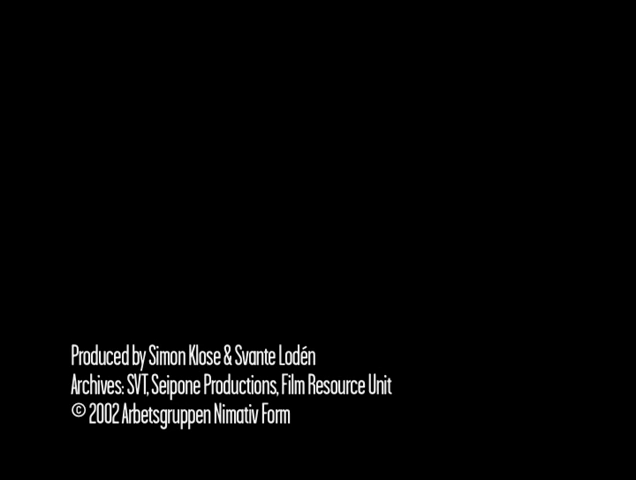 Produced by Simon Klose & Svante Lodén
Archives: SVT, Seipone Productions, Film Resource Unit
© 2002 Arbetsgruppen Nimativ Form